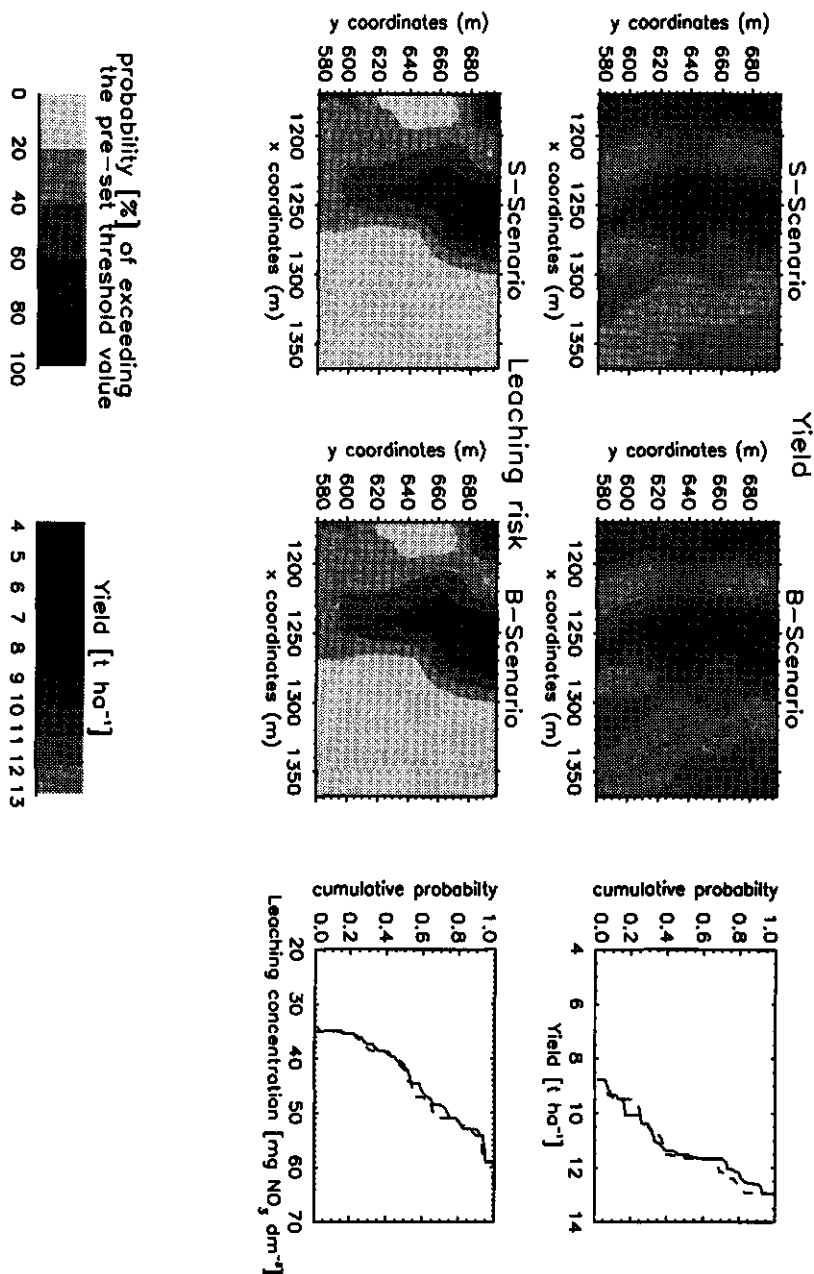 Yield
S-Scenario
B-Scenario
y coordinates (m)
680
660
640
620
600
580
1200 1250 1300 1350
x coordinates (m)
y coordinates (m)
680
660
640
620
600
580
1200 1250 1300 1350
x coordinates (m)
cumulative probabilty
1.0
0.8
0.6
0.4
0.2
0.0
4 6 8 10 12 14
Yield [t ha⁻¹]
Leaching risk
S-Scenario
B-Scenario
y coordinates (m)
680
660
640
620
600
580
1200 1250 1300 1350
x coordinates (m)
y coordinates (m)
680
660
640
620
600
580
1200 1250 1300 1350
x coordinates (m)
cumulative probabilty
1.0
0.8
0.6
0.4
0.2
0.0
20 30 40 50 60 70
Leaching concentration [mg NO₃ dm⁻³]
probability [%] of exceeding
the pre-set threshold value
0 20 40 60 80 100
Yield [t ha⁻¹]
4 5 6 7 8 9 10 11 12 13